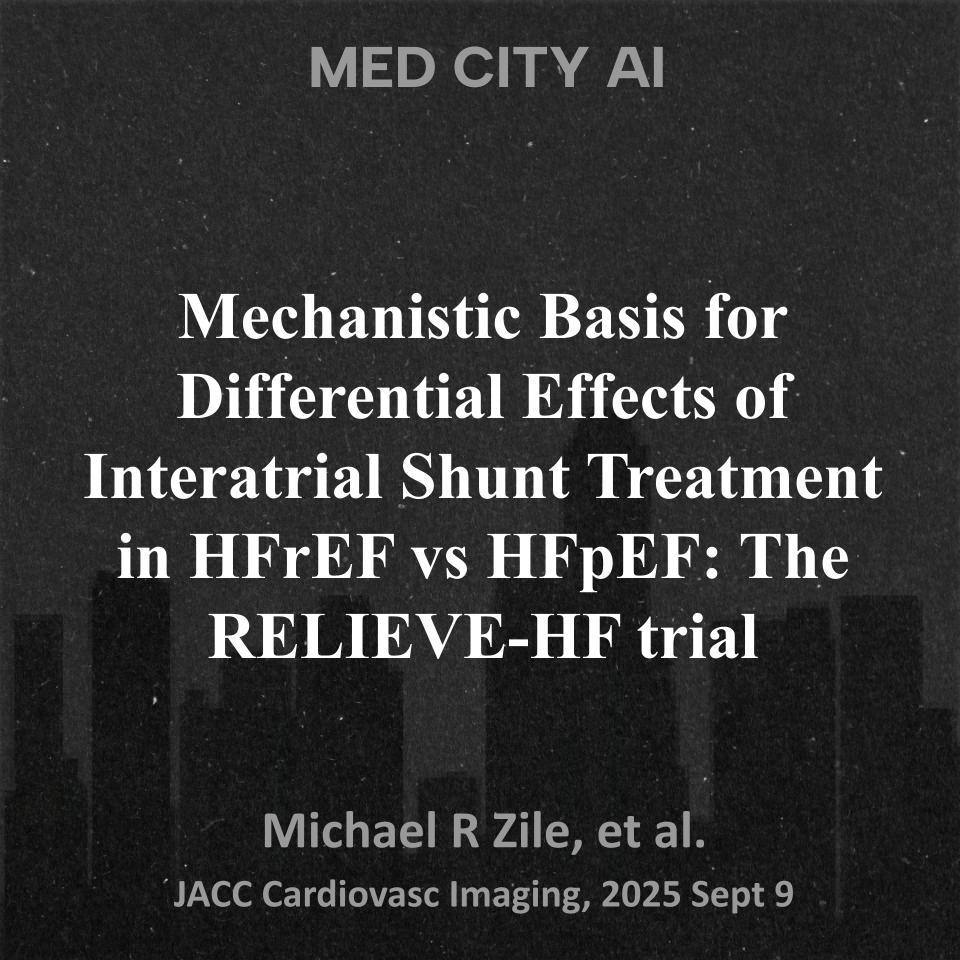 MED CITY AI
Mechanistic Basis for
Differential Effects of
Interatrial Shunt Treatment
in HFrEF vs HFpEF: The
RELIEVE-HF trial
Michael R Zile, et al.
JACC Cardiovasc Imaging, 2025 Sept 9